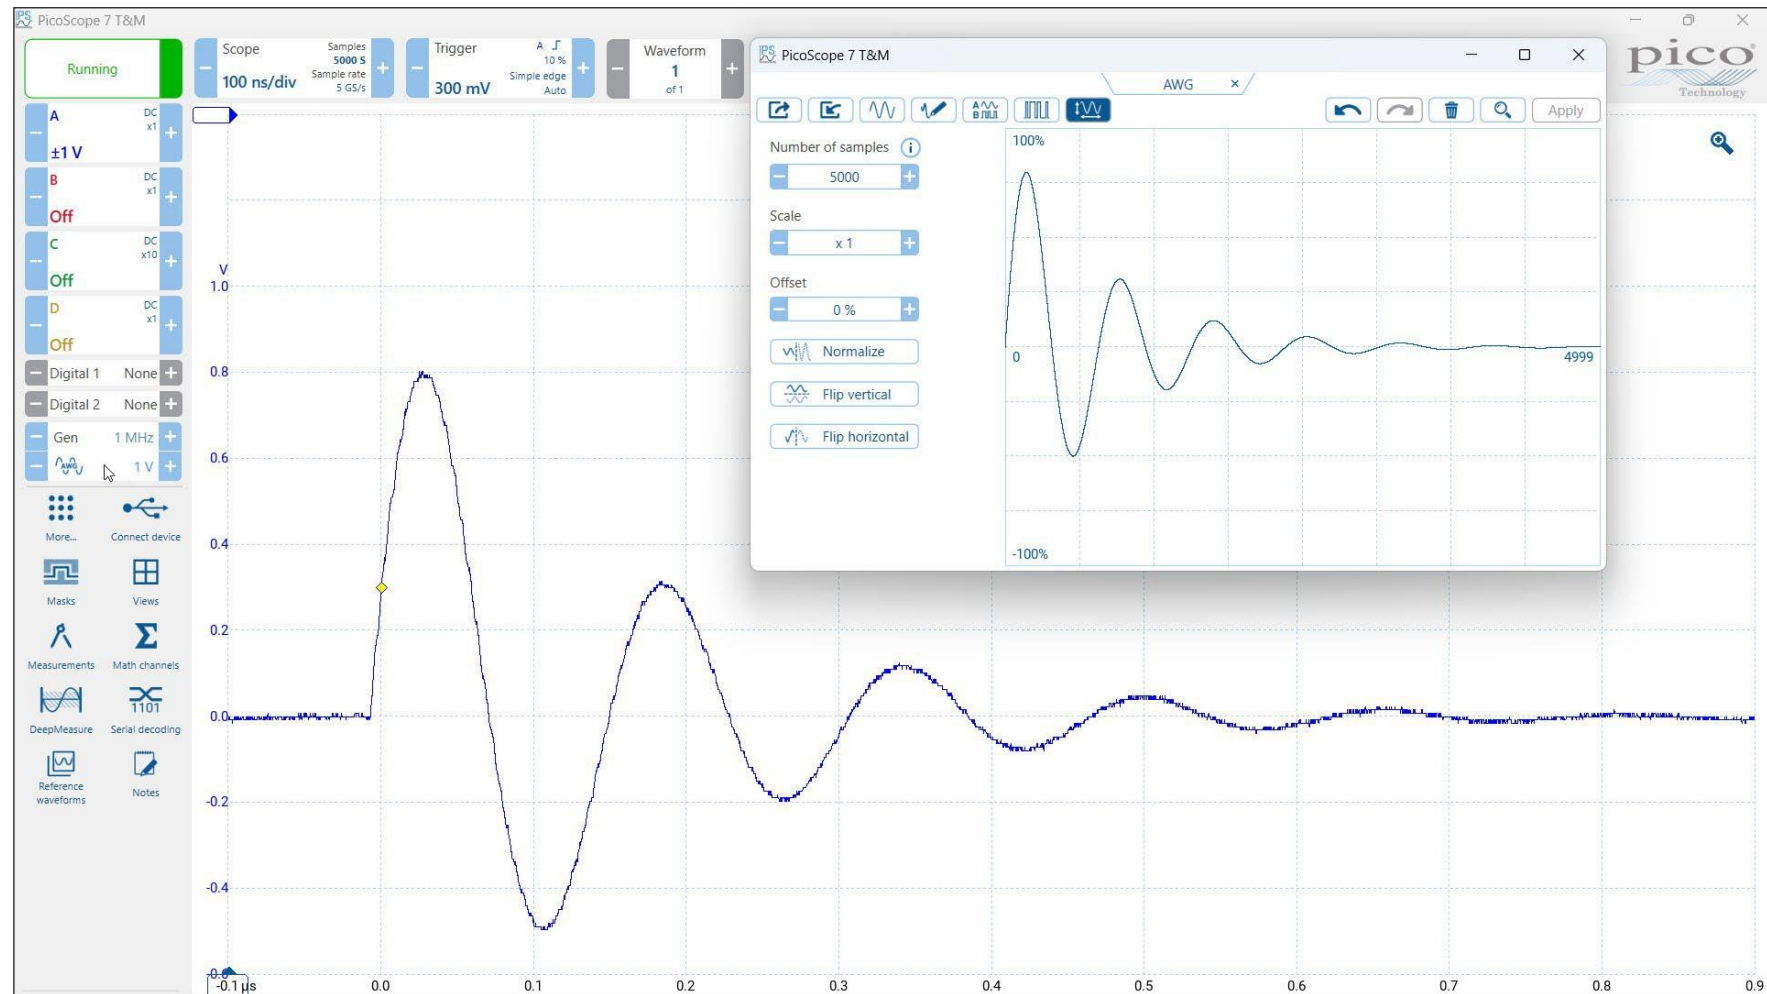 PicoScope 7 T&M
Running
Scope
100 ns/div
Samples
5000 S
Sample rate
5 GS/s
Trigger
300 mV
A
10 %
Simple edge
Auto
Waveform
1
of 1
pico
Technology
A
DC
x1
±1 V
B
DC
x1
Off
C
DC
x10
Off
D
DC
x1
Off
Digital 1 None
Digital 2 None
Gen 1 MHz
AWG 1 V
More...
Connect device
Masks
Views
Measurements
Math channels
DeepMeasure
1101
Serial decoding
Reference
waveforms
Notes
V
1.0
0.8
0.6
0.4
0.2
0.0
-0.2
-0.4
-0.6
-0.1 µs 0.0 0.1 0.2 0.3 0.4 0.5 0.6 0.7 0.8 0.9
PicoScope 7 T&M
AWG
A
B
Apply
Number of samples i
5000
Scale
x 1
Offset
0 %
Normalize
Flip vertical
Flip horizontal
100%
0 4999
-100%